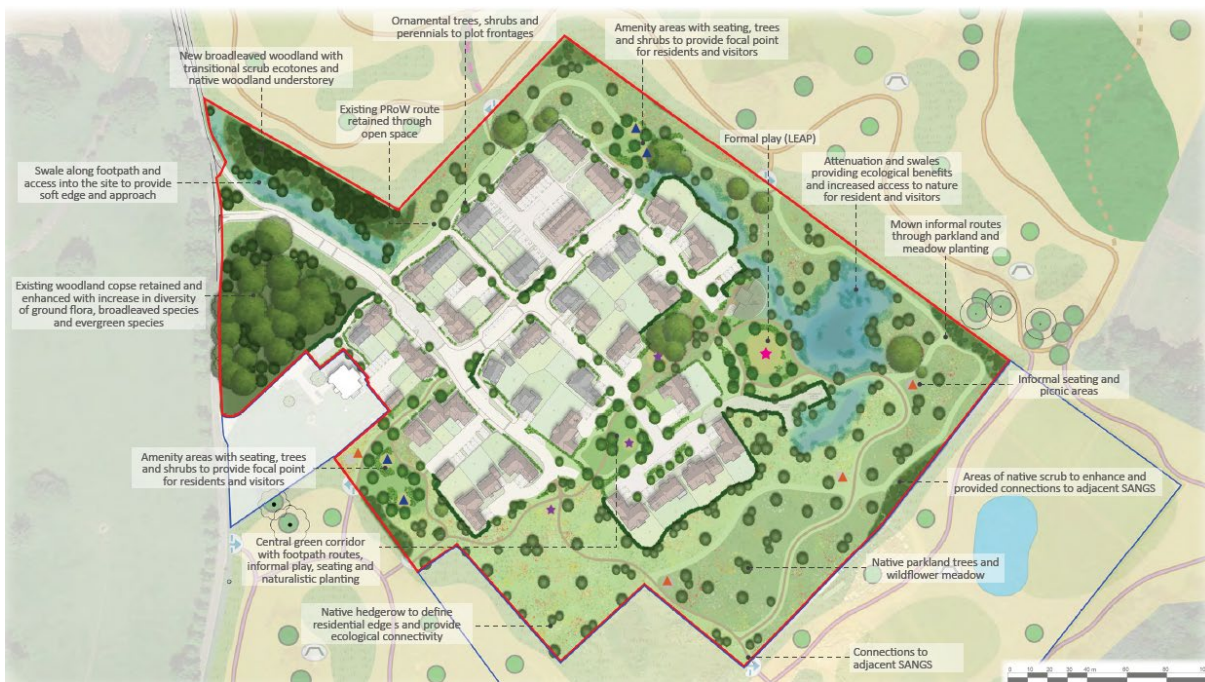 Ornamental trees, shrubs and
perennials to plot frontages
Amenity areas with seating, trees
and shrubs to provide focal point
for residents and visitors
New broadleaved woodland with
transitional scrub ecotones and
native woodland understorey
Existing PRoW route
retained through
open space
Formal play (LEAP)
Attenuation and swales
providing ecological benefits
and increased access to nature
for resident and visitors
Swale along footpath and
access into the site to provide
soft edge and approach
Mown informal routes
through parkland and
meadow planting
Existing woodland copse retained and
enhanced with increase in diversity
of ground flora, broadleaved species
and evergreen species
Informal seating and
picnic areas
Amenity areas with seating, trees
and shrubs to provide focal point
for residents and visitors
Areas of native scrub to enhance and
provided connections to adjacent SANGS
Central green corridor
with footpath routes,
informal play, seating and
naturalistic planting
Native parkland trees and
wildflower meadow
Native hedgerow to define
residential edge s and provide
ecological connectivity
Connections to
adjacent SANGS
0 10 20 30 40 m 60 80